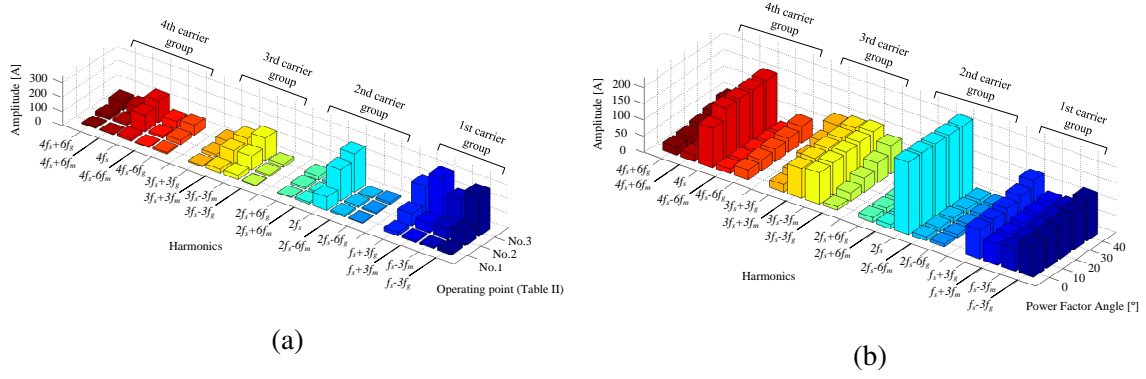 4th carrier
group
3rd carrier
group
2nd carrier
group
1st carrier
group
Amplitude [A]
300
200
100
0
4fs+6fg
4fs+6fm
4fs
4fs-6fm
4fs-6fg
3fs+3fg
3fs+3fm
3fs-3fm
3fs-3fg
2fs+6fg
2fs+6fm
2fs
2fs-6fm
2fs-6fg
fs+3fg
fs+3fm
fs-3fm
fs-3fg
Harmonics
No.3
No.2
No.1
Operating point (Table II)
(a)
4th carrier
group
3rd carrier
group
2nd carrier
group
1st carrier
group
Amplitude [A]
200
150
100
50
0
4fs+6fg
4fs+6fm
4fs
4fs-6fm
4fs-6fg
3fs+3fg
3fs+3fm
3fs-3fm
3fs-3fg
2fs+6fg
2fs+6fm
2fs
2fs-6fm
2fs-6fg
fs+3fg
fs+3fm
fs-3fm
fs-3fg
Harmonics
40
30
20
10
0
Power Factor Angle [º]
(b)